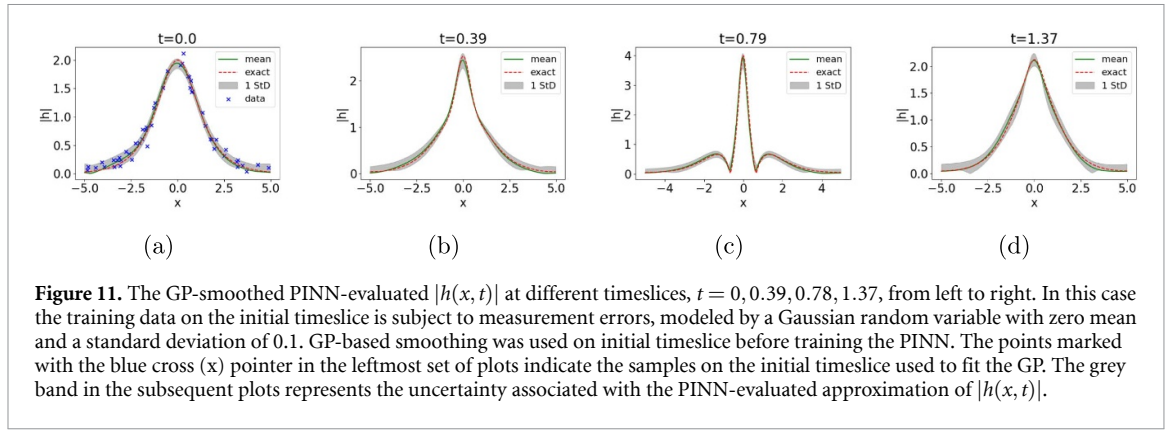 t=0.0
t=0.39
t=0.79
t=1.37
|h|
2.0
1.5
1.0
0.5
0.0
mean
exact
1 StD
data
−5.0 −2.5 0.0 2.5 5.0
x
|h|
2
1
0
mean
exact
1 StD
−5.0 −2.5 0.0 2.5 5.0
x
|h|
4
3
2
1
0
mean
exact
1 StD
−4 −2 0 2 4
x
|h|
2.0
1.5
1.0
0.5
0.0
mean
exact
1 StD
−5.0 −2.5 0.0 2.5 5.0
x
(a)
(b)
(c)
(d)
Figure 11. The GP-smoothed PINN-evaluated |h(x, t)| at different timeslices, t = 0, 0.39, 0.78, 1.37, from left to right. In this case
the training data on the initial timeslice is subject to measurement errors, modeled by a Gaussian random variable with zero mean
and a standard deviation of 0.1. GP-based smoothing was used on initial timeslice before training the PINN. The points marked
with the blue cross (x) pointer in the leftmost set of plots indicate the samples on the initial timeslice used to fit the GP. The grey
band in the subsequent plots represents the uncertainty associated with the PINN-evaluated approximation of |h(x, t)|.